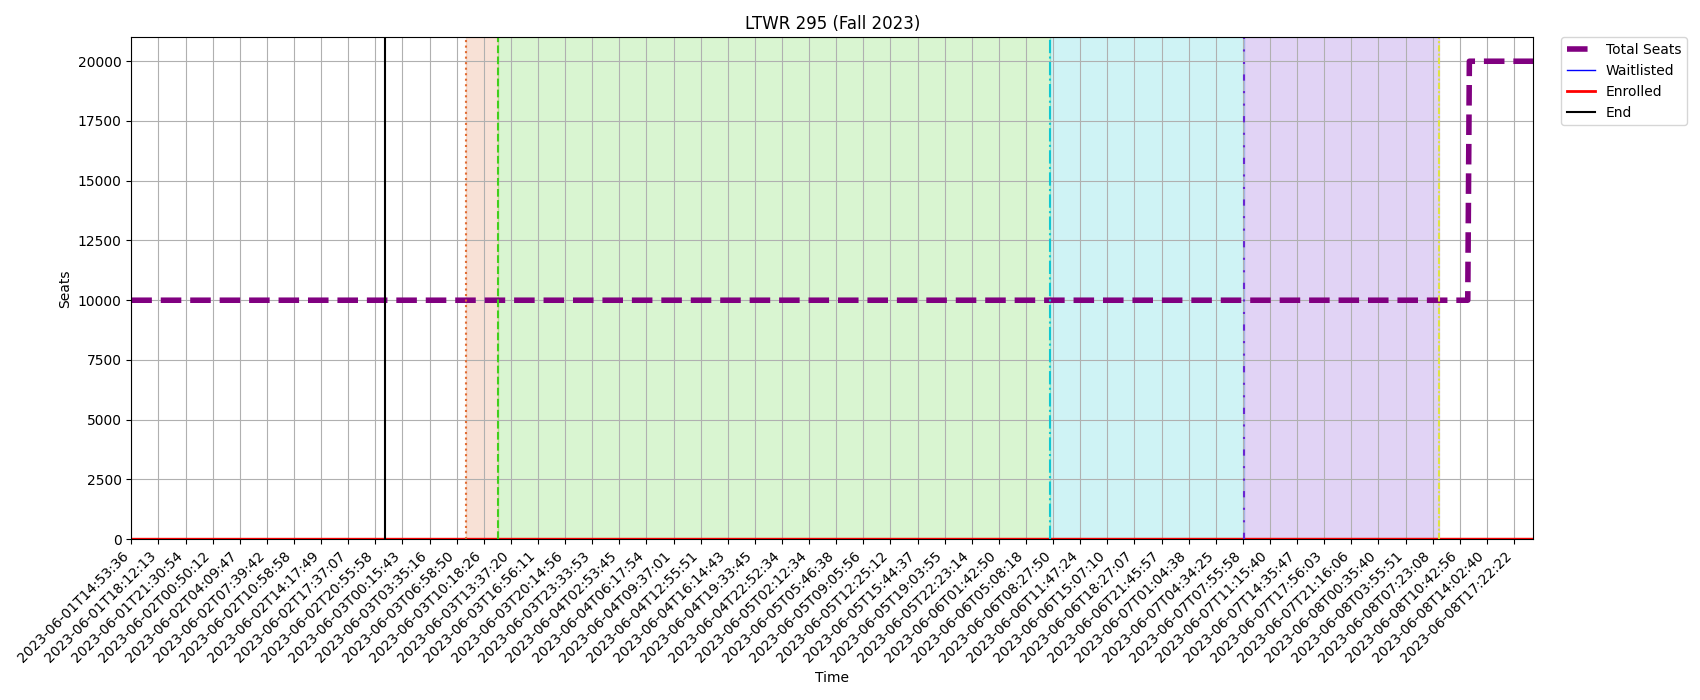 LTWR 295 (Fall 2023)
Total Seats
Waitlisted
Enrolled
End
Seats
20000
17500
15000
12500
10000
7500
5000
2500
0
2023-06-01T14:53:36
2023-06-01T18:12:13
2023-06-01T21:30:54
2023-06-02T00:50:12
2023-06-02T04:09:47
2023-06-02T07:39:42
2023-06-02T10:58:58
2023-06-02T14:17:49
2023-06-02T17:37:07
2023-06-02T20:55:58
2023-06-03T00:15:43
2023-06-03T03:35:16
2023-06-03T06:58:50
2023-06-03T10:18:26
2023-06-03T13:37:20
2023-06-03T16:56:11
2023-06-03T20:14:56
2023-06-03T23:33:53
2023-06-04T02:53:45
2023-06-04T06:17:54
2023-06-04T09:37:01
2023-06-04T12:55:51
2023-06-04T16:14:43
2023-06-04T19:33:45
2023-06-04T22:52:34
2023-06-05T02:12:34
2023-06-05T05:46:38
2023-06-05T09:05:56
2023-06-05T12:25:12
2023-06-05T15:44:37
2023-06-05T19:03:55
2023-06-05T22:23:14
2023-06-06T01:42:50
2023-06-06T05:08:18
2023-06-06T08:27:50
2023-06-06T11:47:24
2023-06-06T15:07:10
2023-06-06T18:27:07
2023-06-06T21:45:57
2023-06-07T01:04:38
2023-06-07T04:34:25
2023-06-07T07:55:58
2023-06-07T11:15:40
2023-06-07T14:35:47
2023-06-07T17:56:03
2023-06-07T21:16:06
2023-06-08T00:35:40
2023-06-08T03:55:51
2023-06-08T07:23:08
2023-06-08T10:42:56
2023-06-08T14:02:40
2023-06-08T17:22:22
Time